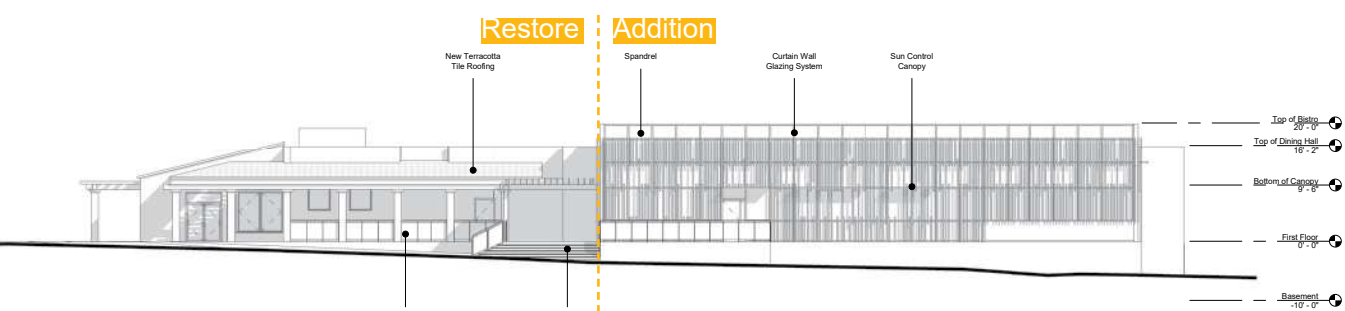 Restore
Addition
New Terracotta
Tile Roofing
Spandrel
Curtain Wall
Glazing System
Sun Control
Canopy
Top of Bistro
20' - 0"
Top of Dining Hall
16' - 2"
Bottom of Canopy
9' - 6"
First Floor
0' - 0"
Basement
-10' - 0"